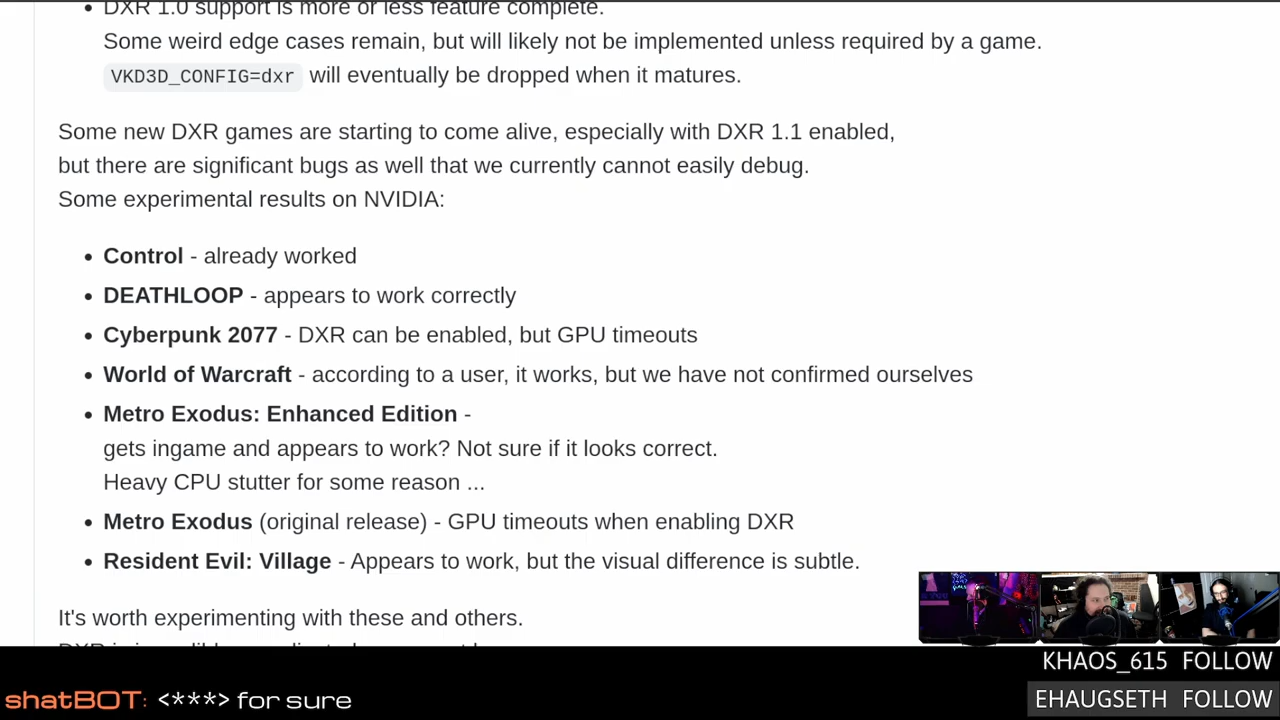 DXR 1.0 support is more or less feature complete.
Some weird edge cases remain, but will likely not be implemented unless required by a game.
VKD3D_CONFIG=dxr will eventually be dropped when it matures.
Some new DXR games are starting to come alive, especially with DXR 1.1 enabled,
but there are significant bugs as well that we currently cannot easily debug.
Some experimental results on NVIDIA:
• Control - already worked
• DEATHLOOP - appears to work correctly
• Cyberpunk 2077 - DXR can be enabled, but GPU timeouts
• World of Warcraft - according to a user, it works, but we have not confirmed ourselves
• Metro Exodus: Enhanced Edition -
gets ingame and appears to work? Not sure if it looks correct.
Heavy CPU stutter for some reason ...
• Metro Exodus (original release) - GPU timeouts when enabling DXR
• Resident Evil: Village - Appears to work, but the visual difference is subtle.
It's worth experimenting with these and others.
KHAOS_615 FOLLOW
shatBOT: <***> for sure
EHAUGSETH FOLLOW